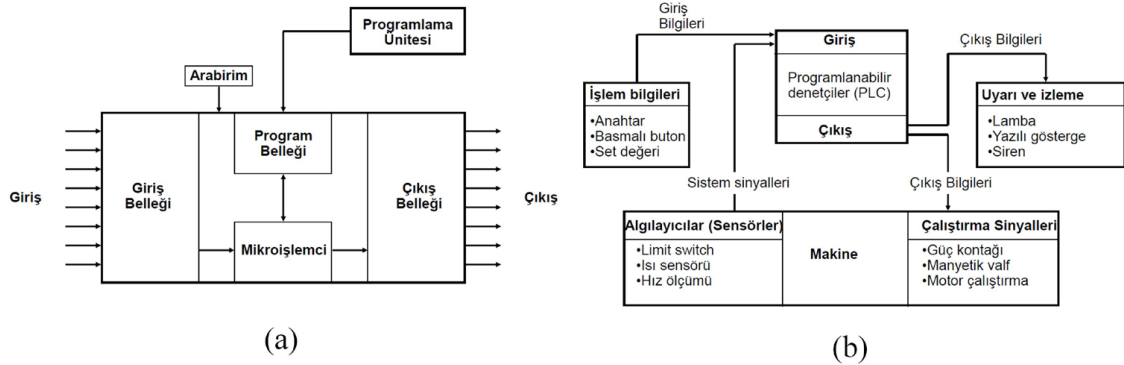 Programlama
Ünitesi
Arabirim
Program
Belleği
Giriş
Giriş
Belleği
Çıkış
Belleği
Çıkış
Mikroişlemci
(a)
Giriş
Bilgileri
Giriş
Programlanabilir
denetçiler (PLC)
Çıkış
Çıkış Bilgileri
İşlem bilgileri
•Anahtar
•Basmalı buton
•Set değeri
Uyarı ve izleme
•Lamba
•Yazılı gösterge
•Siren
Sistem sinyalleri
Çıkış Bilgileri
Algılayıcılar (Sensörler)
•Limit switch
•Isı sensörü
•Hız ölçümü
Makine
Çalıştırma Sinyalleri
•Güç kontağı
•Manyetik valf
•Motor çalıştırma
(b)